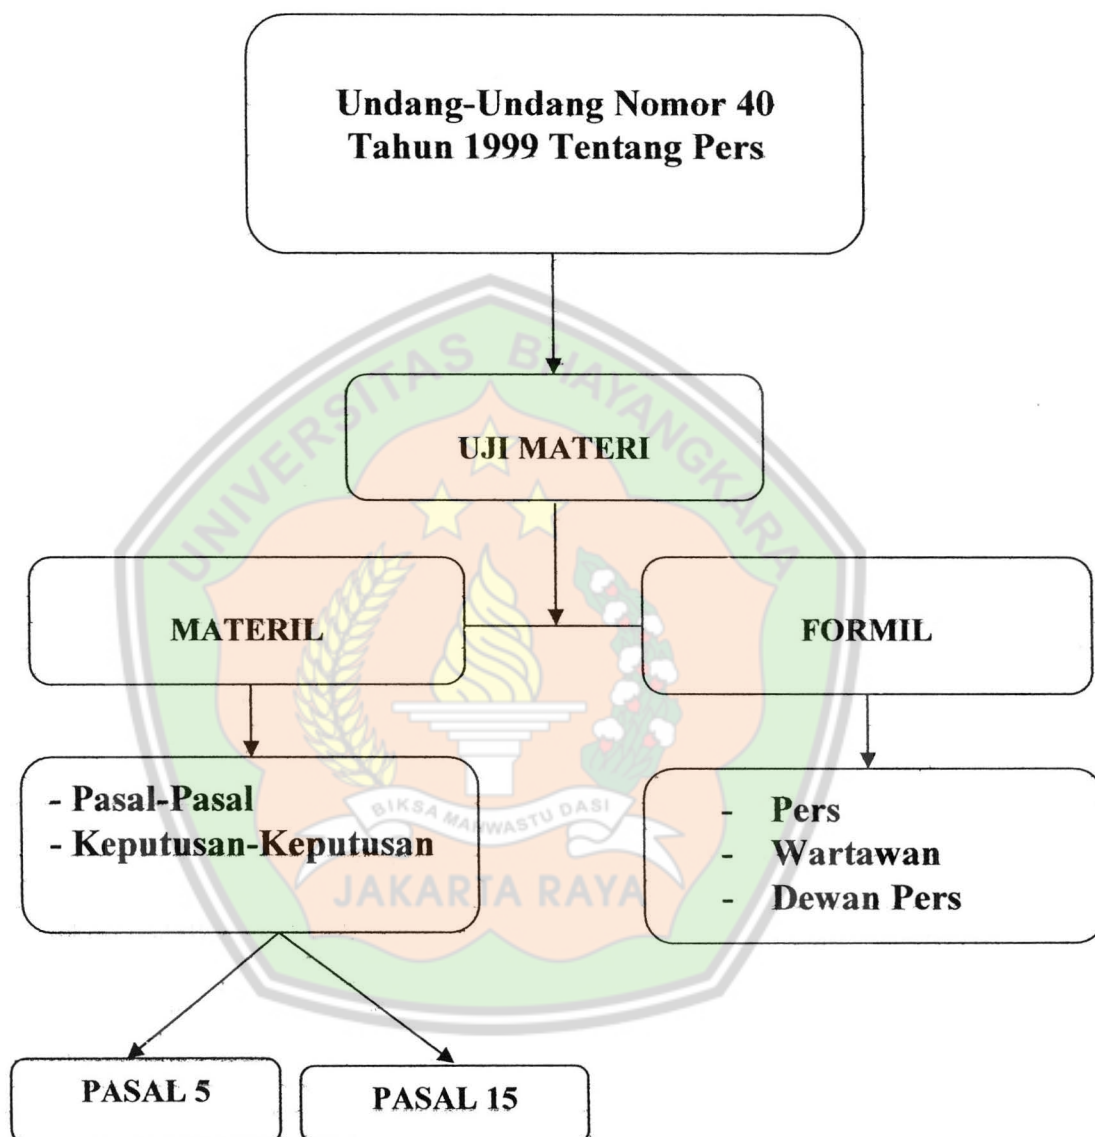 Undang-Undang Nomor 40
Tahun 1999 Tentang Pers
UNIVERSITAS BHAYANGKARA
UJI MATERI
MATERIL
FORMIL
- Pasal-Pasal
- Keputusan-Keputusan
- Pers
- Wartawan
- Dewan Pers
BIKSA MAHWASTU DASI
JAKARTA RAYA
PASAL 5
PASAL 15